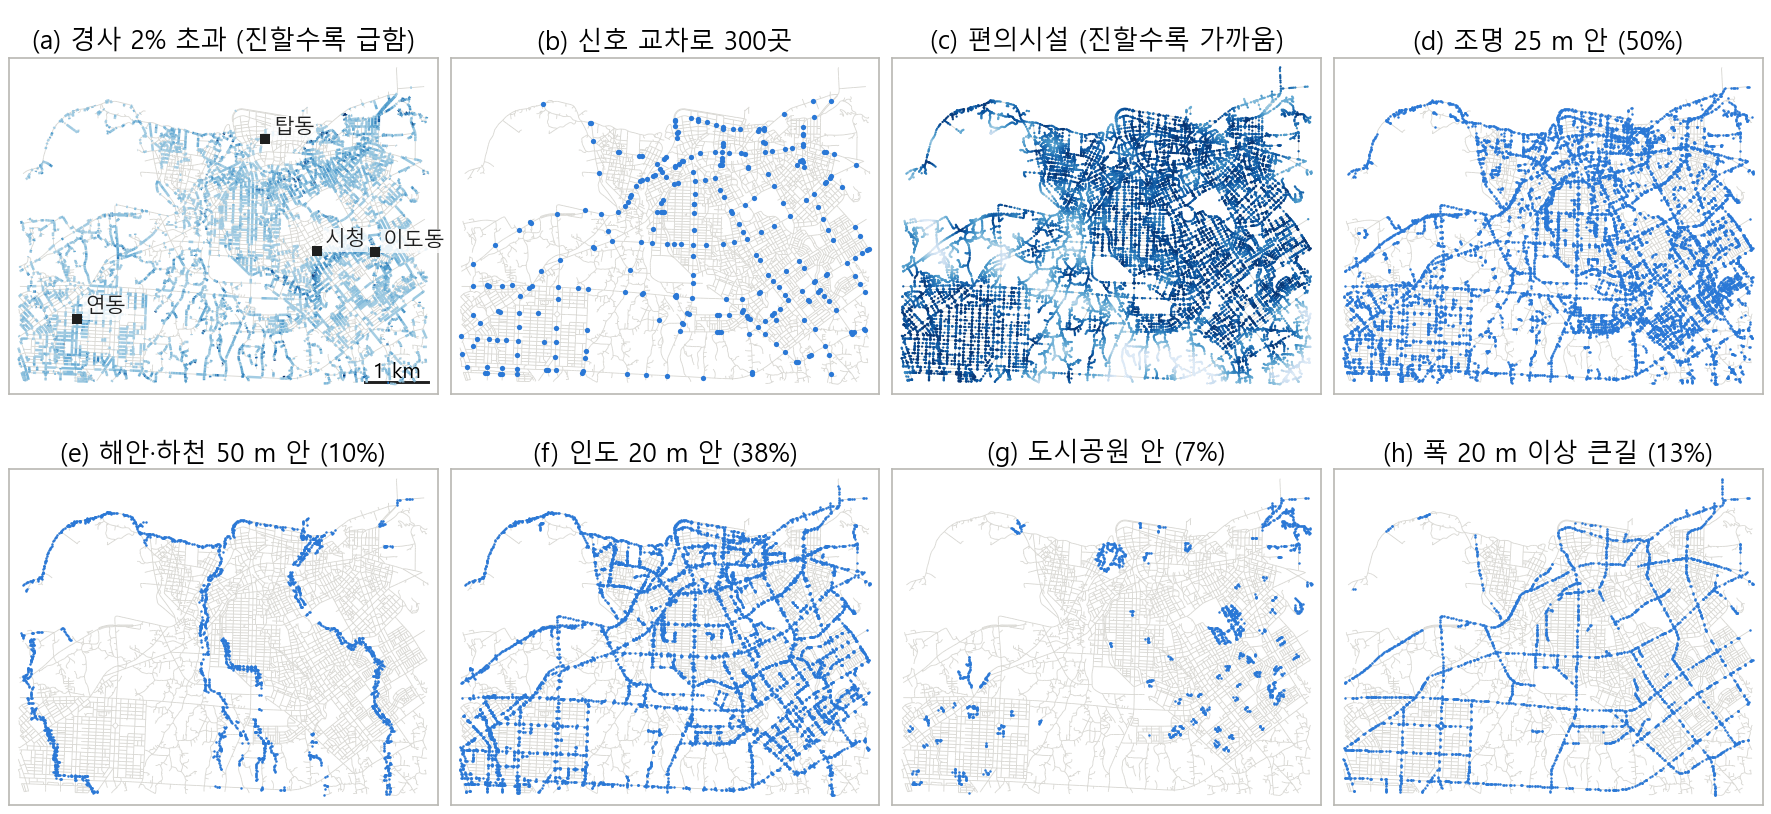 (a) 경사 2% 초과 (진할수록 급함)
(b) 신호 교차로 300곳
(c) 편의시설 (진할수록 가까움)
(d) 조명 25 m 안 (50%)
탑동
시청
이도동
연동
1 km
(e) 해안·하천 50 m 안 (10%)
(f) 인도 20 m 안 (38%)
(g) 도시공원 안 (7%)
(h) 폭 20 m 이상 큰길 (13%)